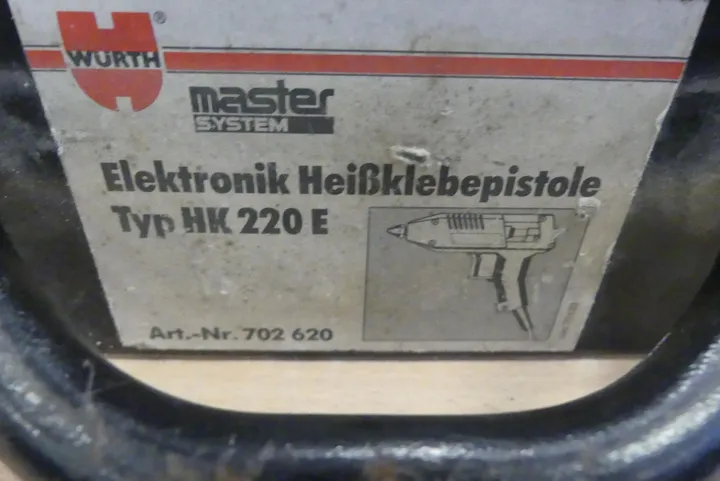 WÜRTH
®
master
SYSTEM
Elektronik Heißklebepistole
Typ HK 220 E
Art.-Nr. 702 620